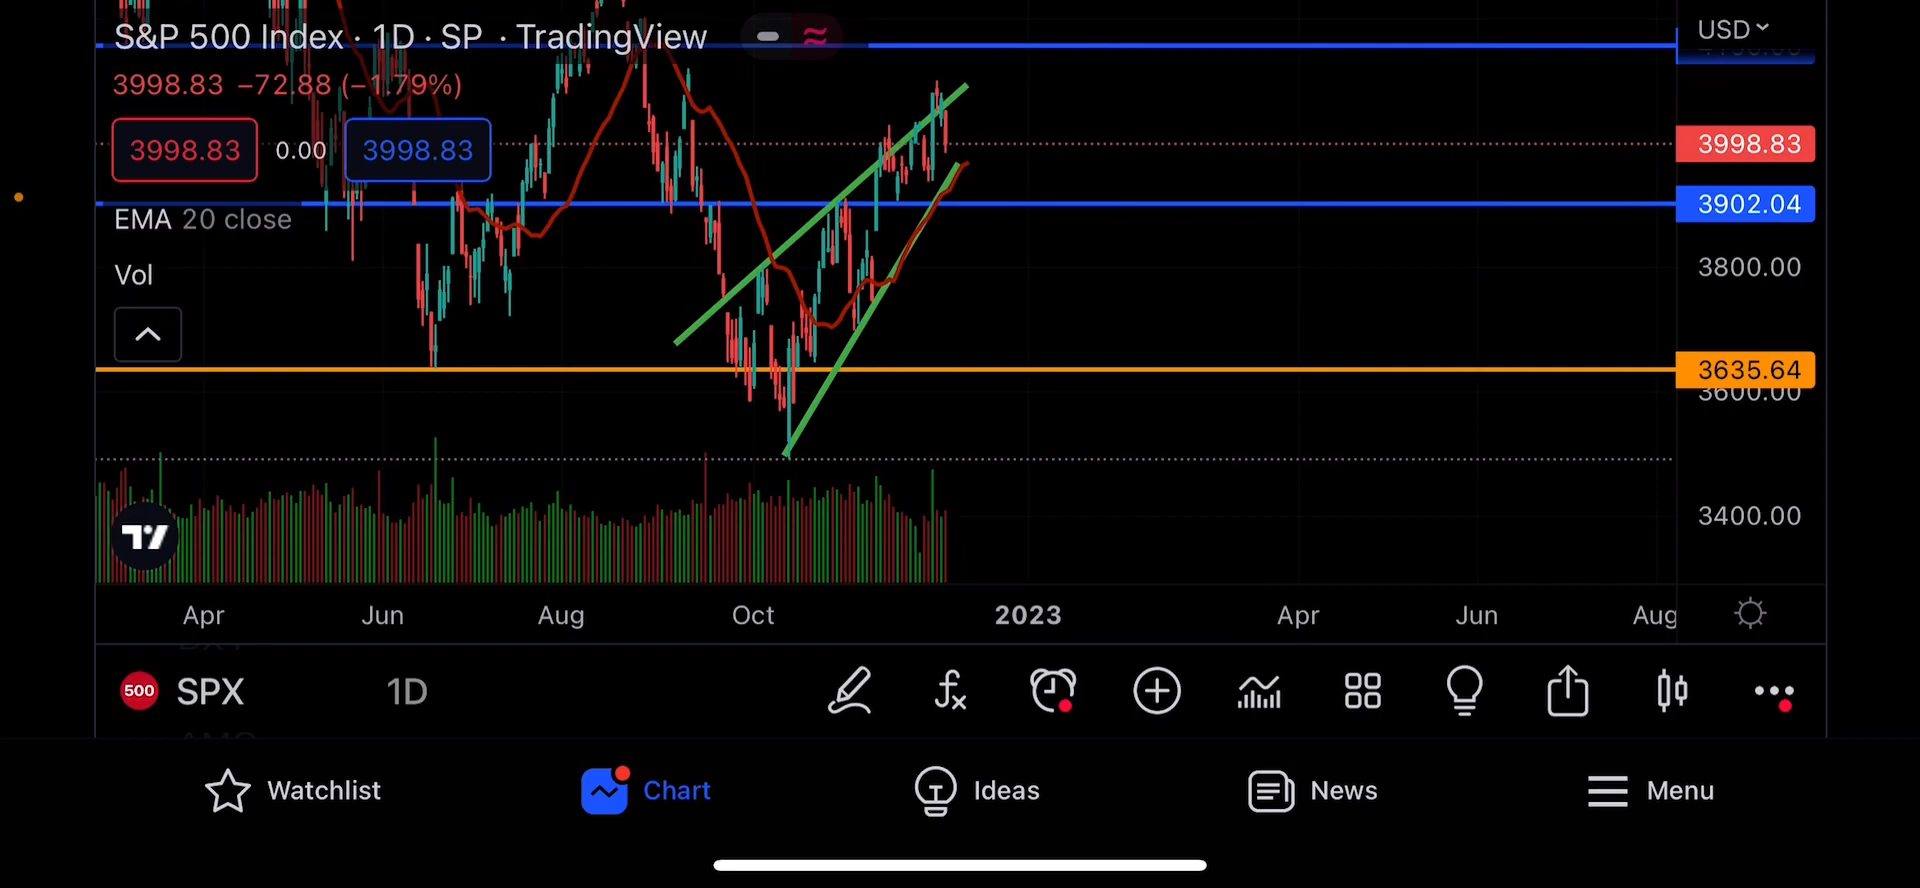 S&P 500 Index · 1D · SP · TradingView
USD
3998.83 −72.88 (−1.79%)
3998.83 0.00 3998.83
3998.83
EMA 20 close
3902.04
Vol
3800.00
3635.64
3600.00
3400.00
Apr Jun Aug Oct 2023 Apr Jun Aug
500 SPX 1D
Watchlist Chart Ideas News Menu